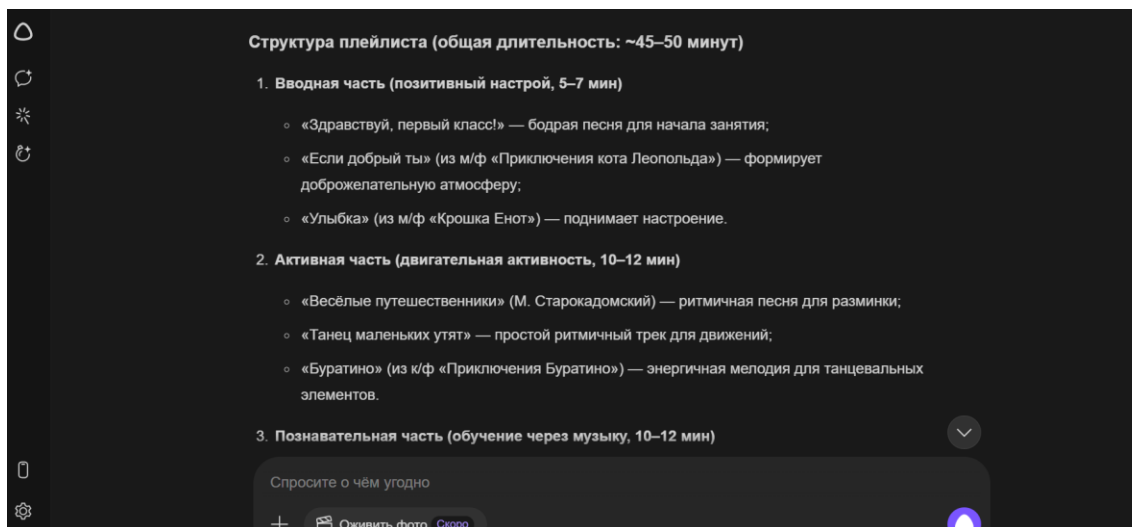 Структура плейлиста (общая длительность: ~45–50 минут)
1. Вводная часть (позитивный настрой, 5–7 мин)
◦ «Здравствуй, первый класс!» — бодрая песня для начала занятия;
◦ «Если добрый ты» (из м/ф «Приключения кота Леопольда») — формирует
доброжелательную атмосферу;
◦ «Улыбка» (из м/ф «Крошка Енот») — поднимает настроение.
2. Активная часть (двигательная активность, 10–12 мин)
◦ «Весёлые путешественники» (М. Старокадомский) — ритмичная песня для разминки;
◦ «Танец маленьких утят» — простой ритмичный трек для движений;
◦ «Буратино» (из к/ф «Приключения Буратино») — энергичная мелодия для танцевальных
элементов.
3. Познавательная часть (обучение через музыку, 10–12 мин)
Спросите о чём угодно
Оживить фото Скоро